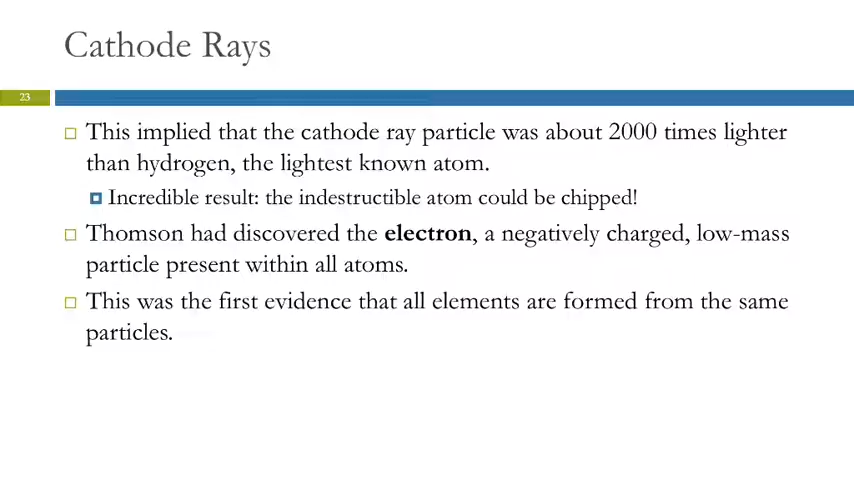 Cathode Rays
23
This implied that the cathode ray particle was about 2000 times lighter
than hydrogen, the lightest known atom.
Incredible result: the indestructible atom could be chipped!
Thomson had discovered the electron, a negatively charged, low-mass
particle present within all atoms.
This was the first evidence that all elements are formed from the same
particles.